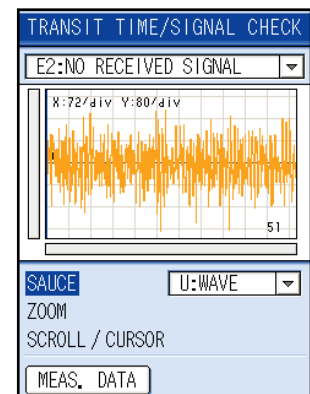 TRANSIT TIME/SIGNAL CHECK
E2:NO RECEIVED SIGNAL
X:72/div Y:80/div
51
SAUCE U:WAVE
ZOOM
SCROLL / CURSOR
MEAS. DATA